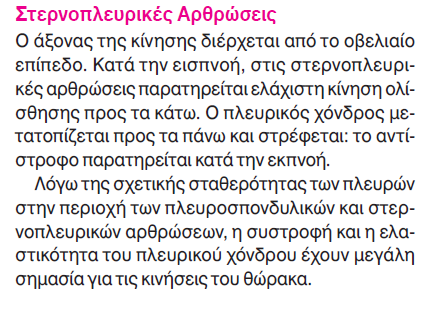 Στερνοπλευρικές Αρθρώσεις
Ο άξονας της κίνησης διέρχεται από το οβελιαίο
επίπεδο. Κατά την εισπνοή, στις στερνοπλευρι-
κές αρθρώσεις παρατηρείται ελάχιστη κίνηση ολί-
σθησης προς τα κάτω. Ο πλευρικός χόνδρος με-
τατοπίζεται προς τα πάνω και στρέφεται: το αντί-
στροφο παρατηρείται κατά την εκπνοή.
Λόγω της σχετικής σταθερότητας των πλευρών
στην περιοχή των πλευροσπονδυλικών και στερ-
νοπλευρικών αρθρώσεων, η συστροφή και η ελα-
στικότητα του πλευρικού χόνδρου έχουν μεγάλη
σημασία για τις κινήσεις του θώρακα.